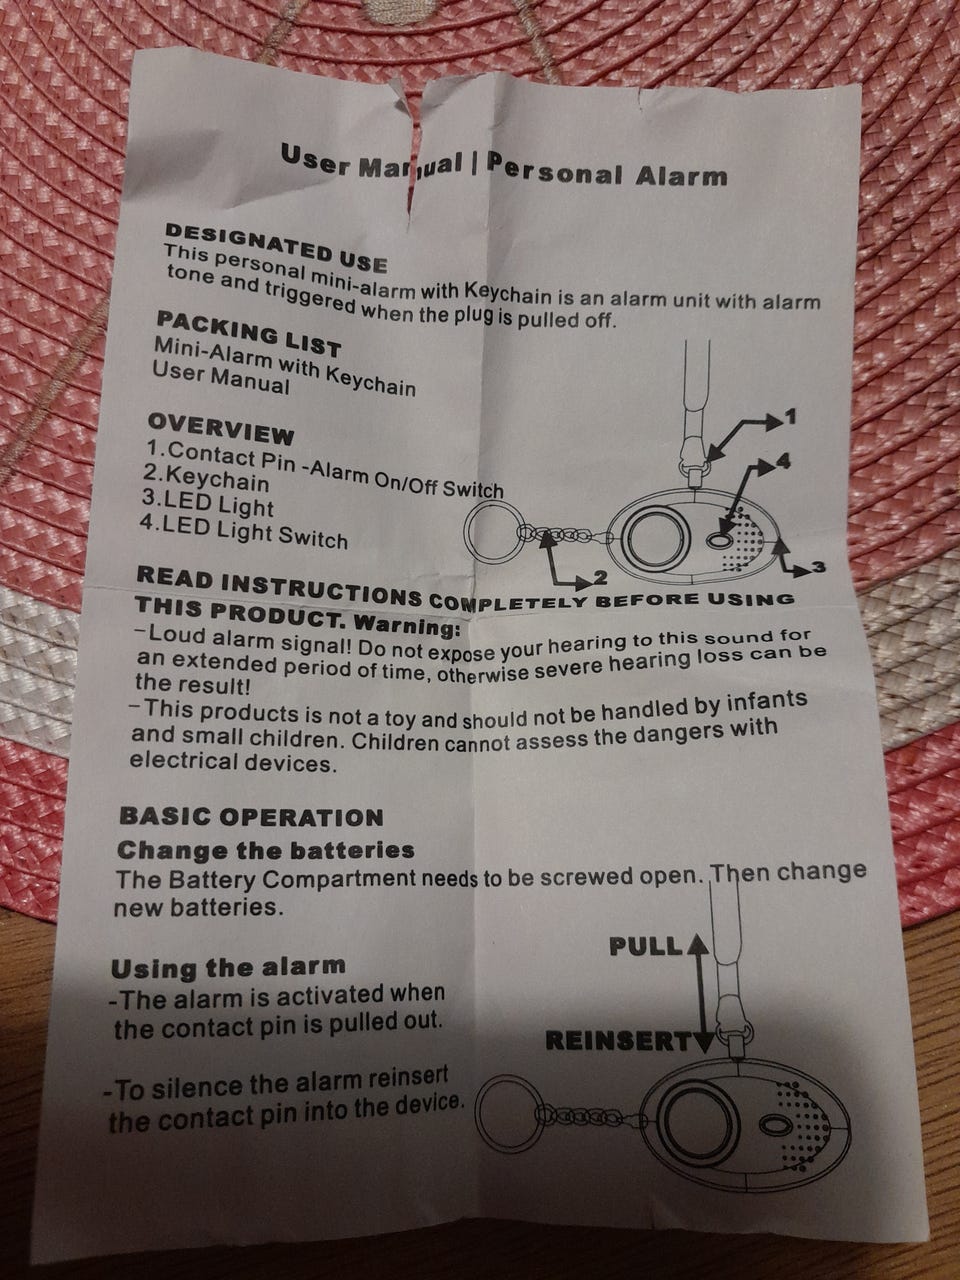 User Manual | Personal Alarm
DESIGNATED USE
This personal mini-alarm with Keychain is an alarm unit with alarm
tone and triggered when the plug is pulled off.
PACKING LIST
Mini-Alarm with Keychain
User Manual
OVERVIEW
1.Contact Pin -Alarm On/Off Switch
2.Keychain
3.LED Light
4.LED Light Switch
1
4
3
2
READ INSTRUCTIONS COMPLETELY BEFORE USING
THIS PRODUCT. Warning:
-Loud alarm signal! Do not expose your hearing to this sound for
an extended period of time, otherwise severe hearing loss can be
the result!
-This products is not a toy and should not be handled by infants
and small children. Children cannot assess the dangers with
electrical devices.
BASIC OPERATION
Change the batteries
The Battery Compartment needs to be screwed open. Then change
new batteries.
Using the alarm
-The alarm is activated when
the contact pin is pulled out.
-To silence the alarm reinsert
the contact pin into the device.
PULL
REINSERT